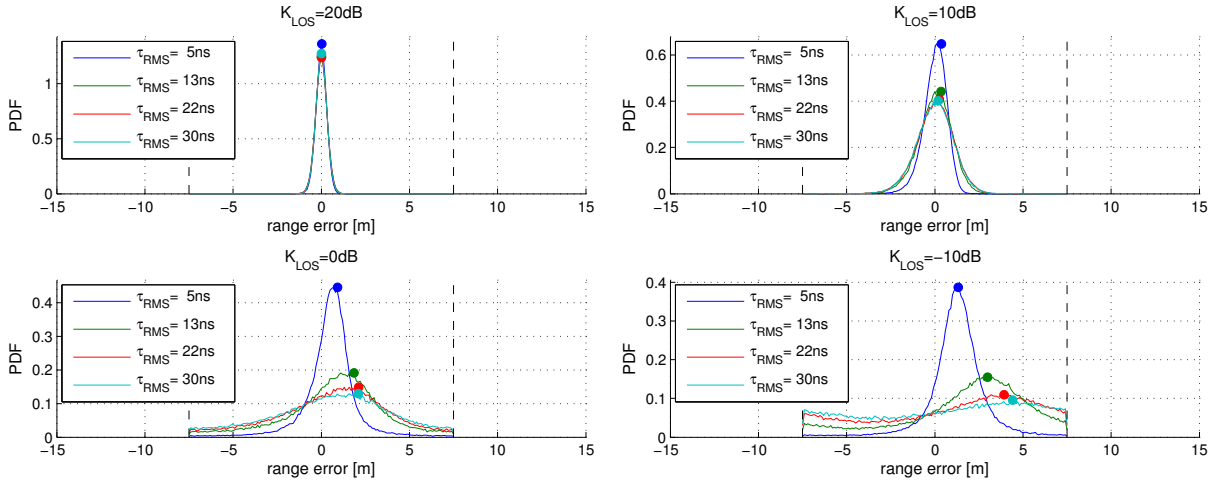 K_LOS=20dB
PDF
1
0.5
0
τ_RMS= 5ns
τ_RMS= 13ns
τ_RMS= 22ns
τ_RMS= 30ns
−15 −10 −5 0 5 10 15
range error [m]
K_LOS=10dB
PDF
0.6
0.4
0.2
0
τ_RMS= 5ns
τ_RMS= 13ns
τ_RMS= 22ns
τ_RMS= 30ns
−15 −10 −5 0 5 10 15
range error [m]
K_LOS=0dB
PDF
0.4
0.3
0.2
0.1
0
τ_RMS= 5ns
τ_RMS= 13ns
τ_RMS= 22ns
τ_RMS= 30ns
−15 −10 −5 0 5 10 15
range error [m]
K_LOS=−10dB
PDF
0.4
0.3
0.2
0.1
0
τ_RMS= 5ns
τ_RMS= 13ns
τ_RMS= 22ns
τ_RMS= 30ns
−15 −10 −5 0 5 10 15
range error [m]